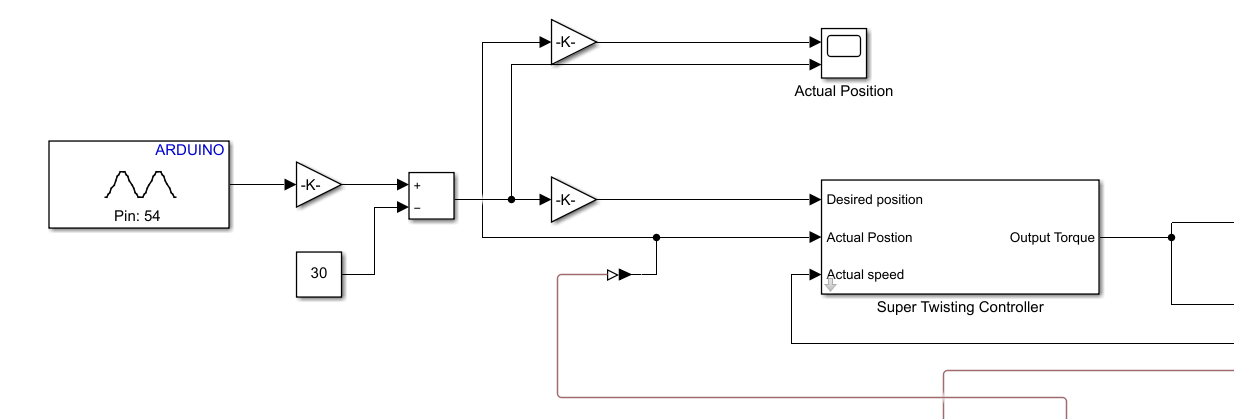 -K-
Actual Position
ARDUINO
Pin: 54
-K-
+
−
30
-K-
Desired position
Actual Postion
Actual speed
Output Torque
Super Twisting Controller